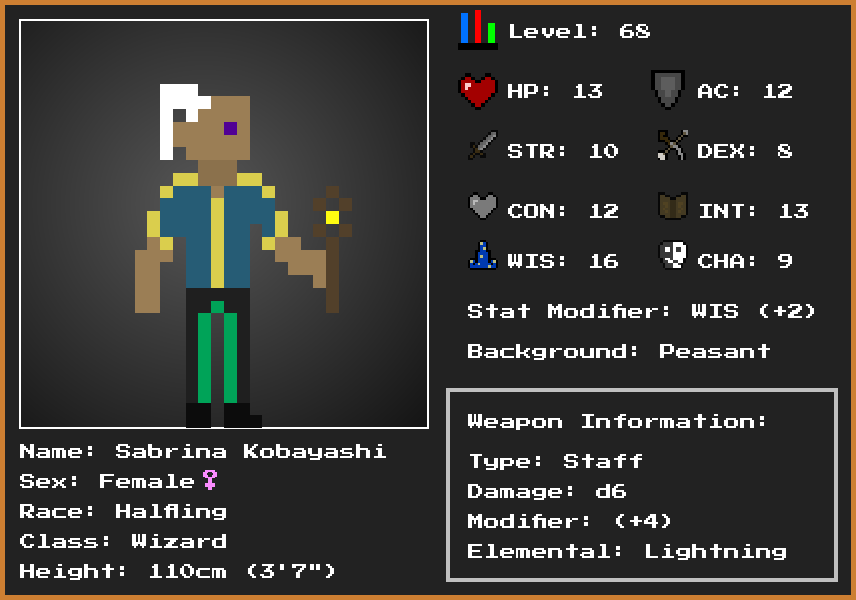 Level: 68
HP: 13
AC: 12
STR: 10
DEX: 8
CON: 12
INT: 13
WIS: 16
CHA: 9
Stat Modifier: WIS (+2)
Background: Peasant
Weapon Information:
Type: Staff
Damage: d6
Modifier: (+4)
Elemental: Lightning
Name: Sabrina Kobayashi
Sex: Female♀
Race: Halfling
Class: Wizard
Height: 110cm (3'7")